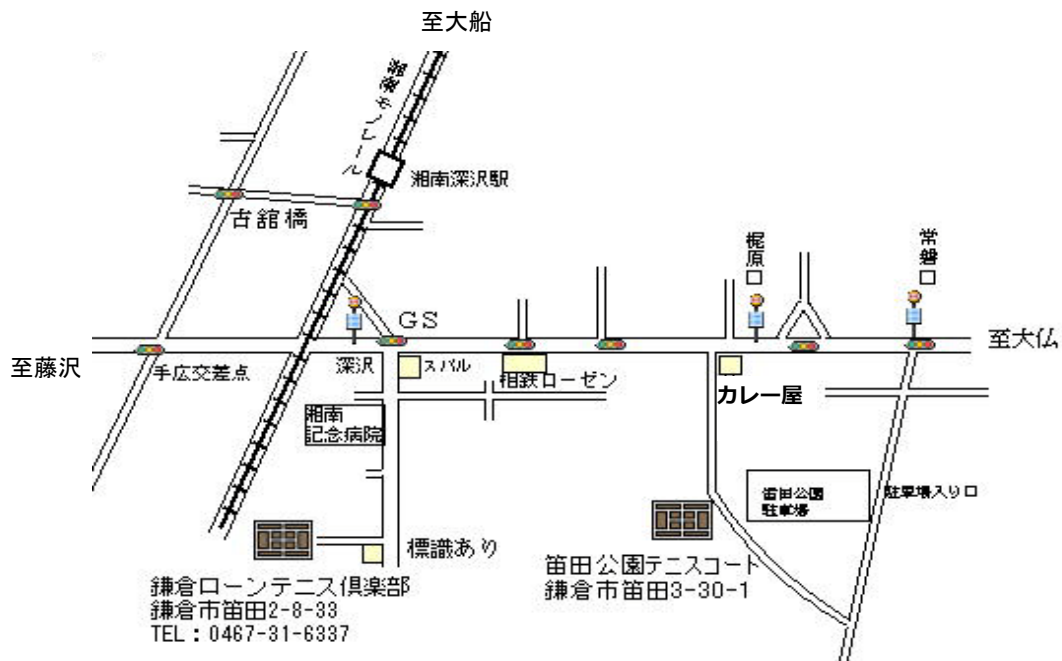 至大船
湘南モノレール
湘南深沢駅
古舘橋
梶原
常磐
GS
至大仏
至藤沢
手広交差点
深沢
スバル
相鉄ローゼン
カレー屋
湘南
記念病院
笛田公園
駐車場
駐車場入り口
標識あり
笛田公園テニスコート
鎌倉市笛田3-30-1
鎌倉ローンテニス倶楽部
鎌倉市笛田2-8-33
TEL：0467-31-6337